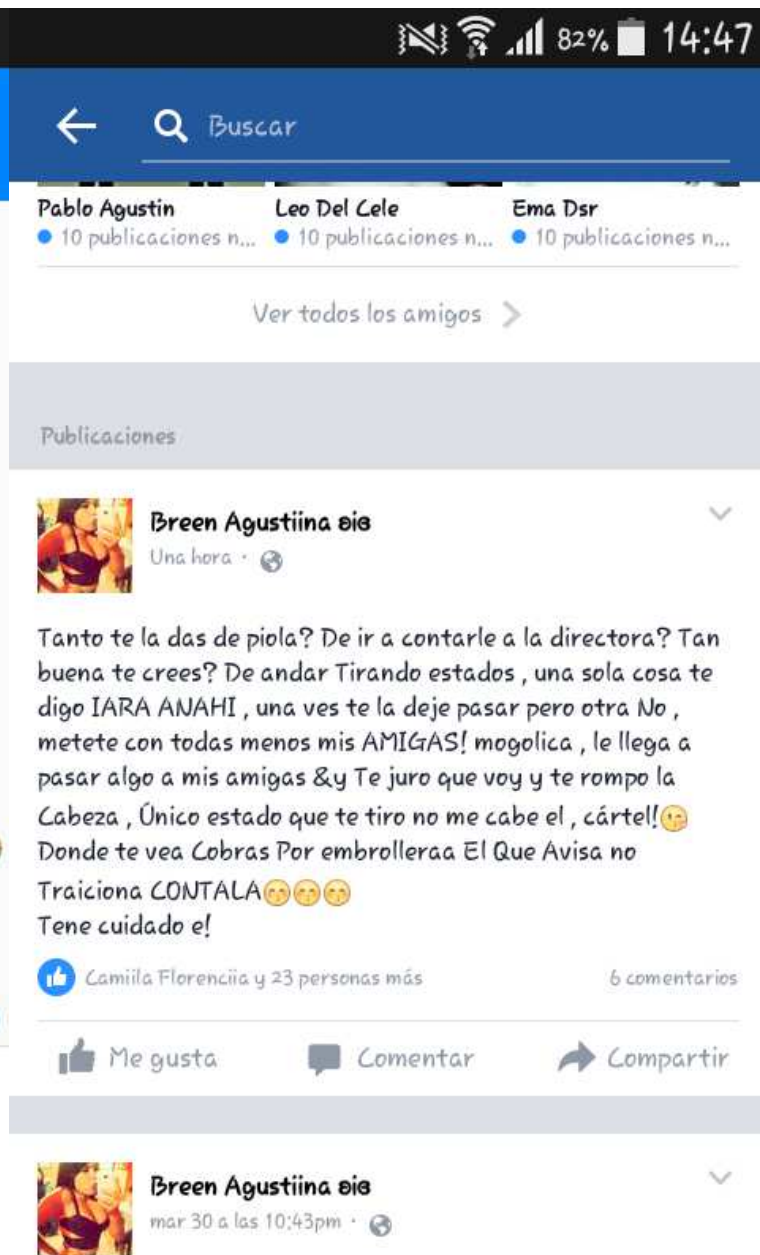 82% 14:47
Buscar
Pablo Agustin Leo Del Cele Ema Dsr
10 publicaciones n... 10 publicaciones n... 10 publicaciones n...
Ver todos los amigos
Publicaciones
Breen Agustiina
Una hora ·
Tanto te la das de piola? De ir a contarle a la directora? Tan
buena te crees? De andar Tirando estados , una sola cosa te
digo IARA ANAHI , una ves te la deje pasar pero otra No ,
metete con todas menos mis AMIGAS! mogolica , le llega a
pasar algo a mis amigas &y Te juro que voy y te rompo la
Cabeza , Único estado que te tiro no me cabe el , cártel!😘
Donde te vea Cobras Por embrolleraa El Que Avisa no
Traiciona CONTALA😁😁😁
Tene cuidado e!
Camiila Florenciia y 23 personas más 6 comentarios
Me gusta Comentar Compartir
Breen Agustiina
mar 30 a las 10:43pm ·